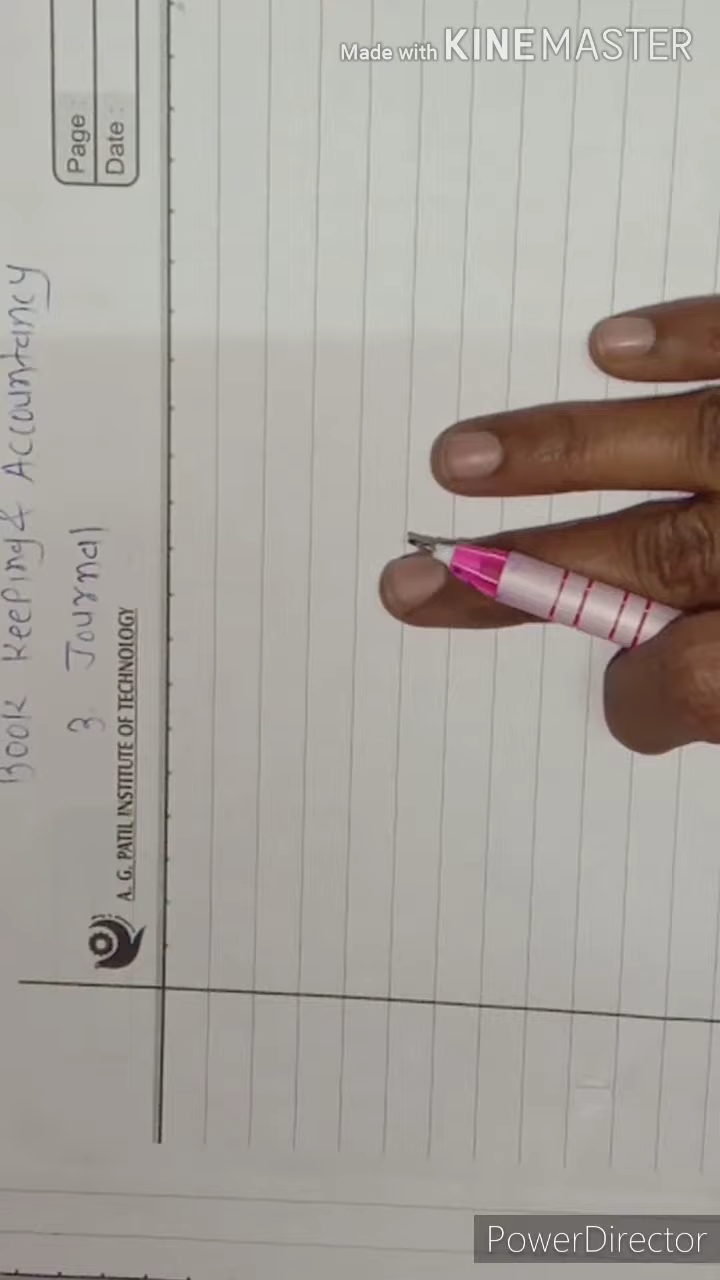 Made with KINEMASTER
Book Keeping & Accountancy
3. Journal
A. G. PATIL INSTITUTE OF TECHNOLOGY
Page :
Date :
PowerDirector